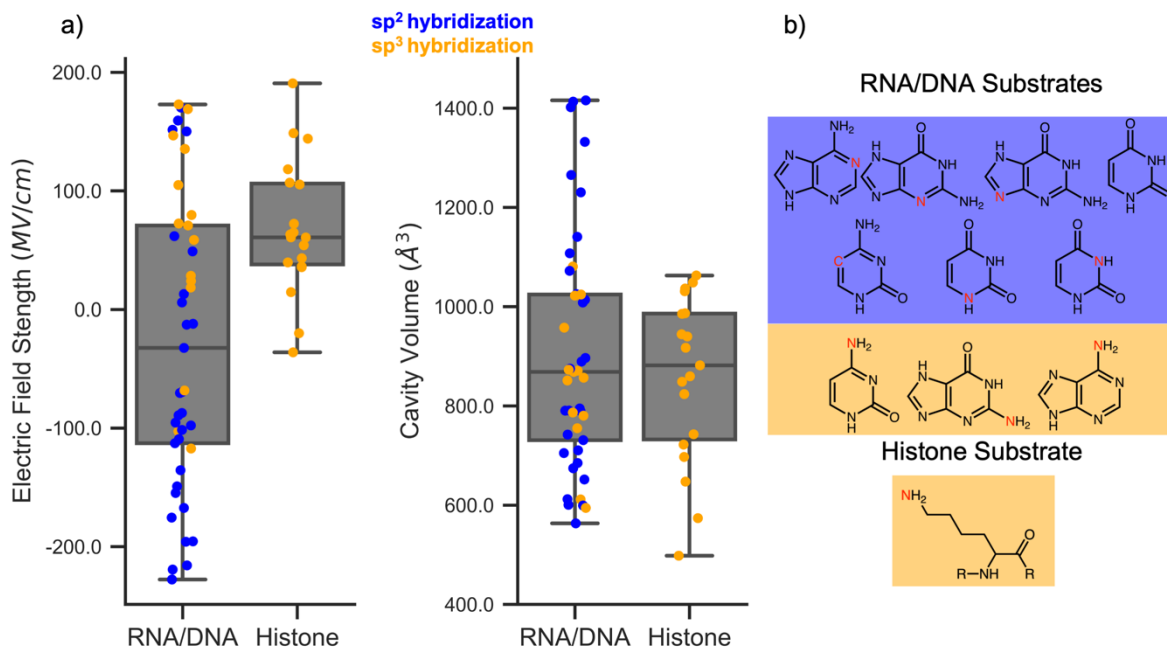 a)
sp² hybridization
sp³ hybridization
b)
Electric Field Stength (MV/cm)
200.0
100.0
0.0
-100.0
-200.0
RNA/DNA
Histone
Cavity Volume (Å³)
1400.0
1200.0
1000.0
800.0
600.0
400.0
RNA/DNA
Histone
RNA/DNA Substrates
NH₂
N
N
N
N
H
O
H
N
NH
N
N
NH₂
O
H
N
NH
N
N
NH₂
O
NH
N
H
NH₂
C
N
N
H
O
O
NH
N
H
O
O
NH
N
H
O
NH₂
N
N
H
O
O
H
N
NH
N
N
NH₂
NH₂
N
N
N
N
H
Histone Substrate
NH₂
O
R
NH
R